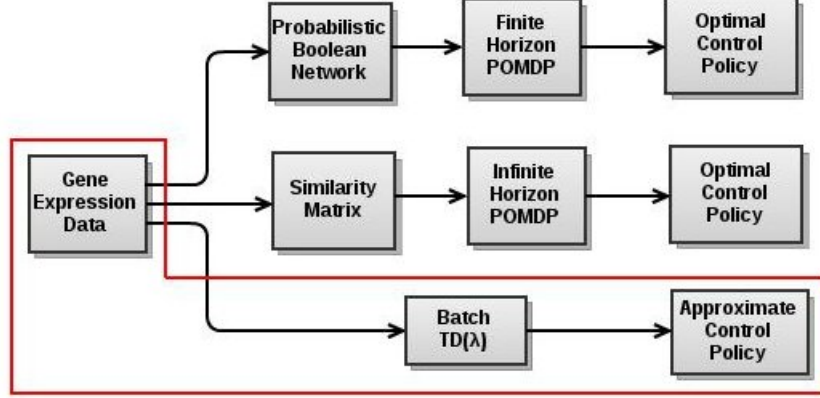 Probabilistic
Boolean
Network
Finite
Horizon
POMDP
Optimal
Control
Policy
Gene
Expression
Data
Similarity
Matrix
Infinite
Horizon
POMDP
Optimal
Control
Policy
Batch
TD(λ)
Approximate
Control
Policy